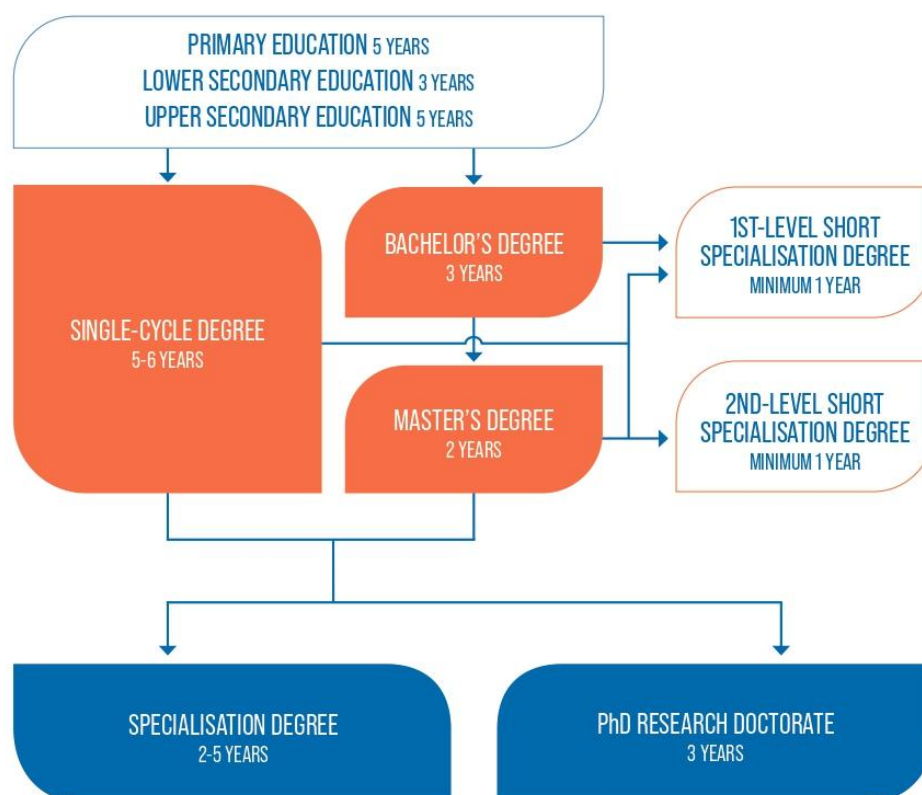 PRIMARY EDUCATION 5 YEARS
LOWER SECONDARY EDUCATION 3 YEARS
UPPER SECONDARY EDUCATION 5 YEARS
SINGLE-CYCLE DEGREE
5-6 YEARS
BACHELOR'S DEGREE
3 YEARS
1ST-LEVEL SHORT
SPECIALISATION DEGREE
MINIMUM 1 YEAR
MASTER'S DEGREE
2 YEARS
2ND-LEVEL SHORT
SPECIALISATION DEGREE
MINIMUM 1 YEAR
SPECIALISATION DEGREE
2-5 YEARS
PhD RESEARCH DOCTORATE
3 YEARS